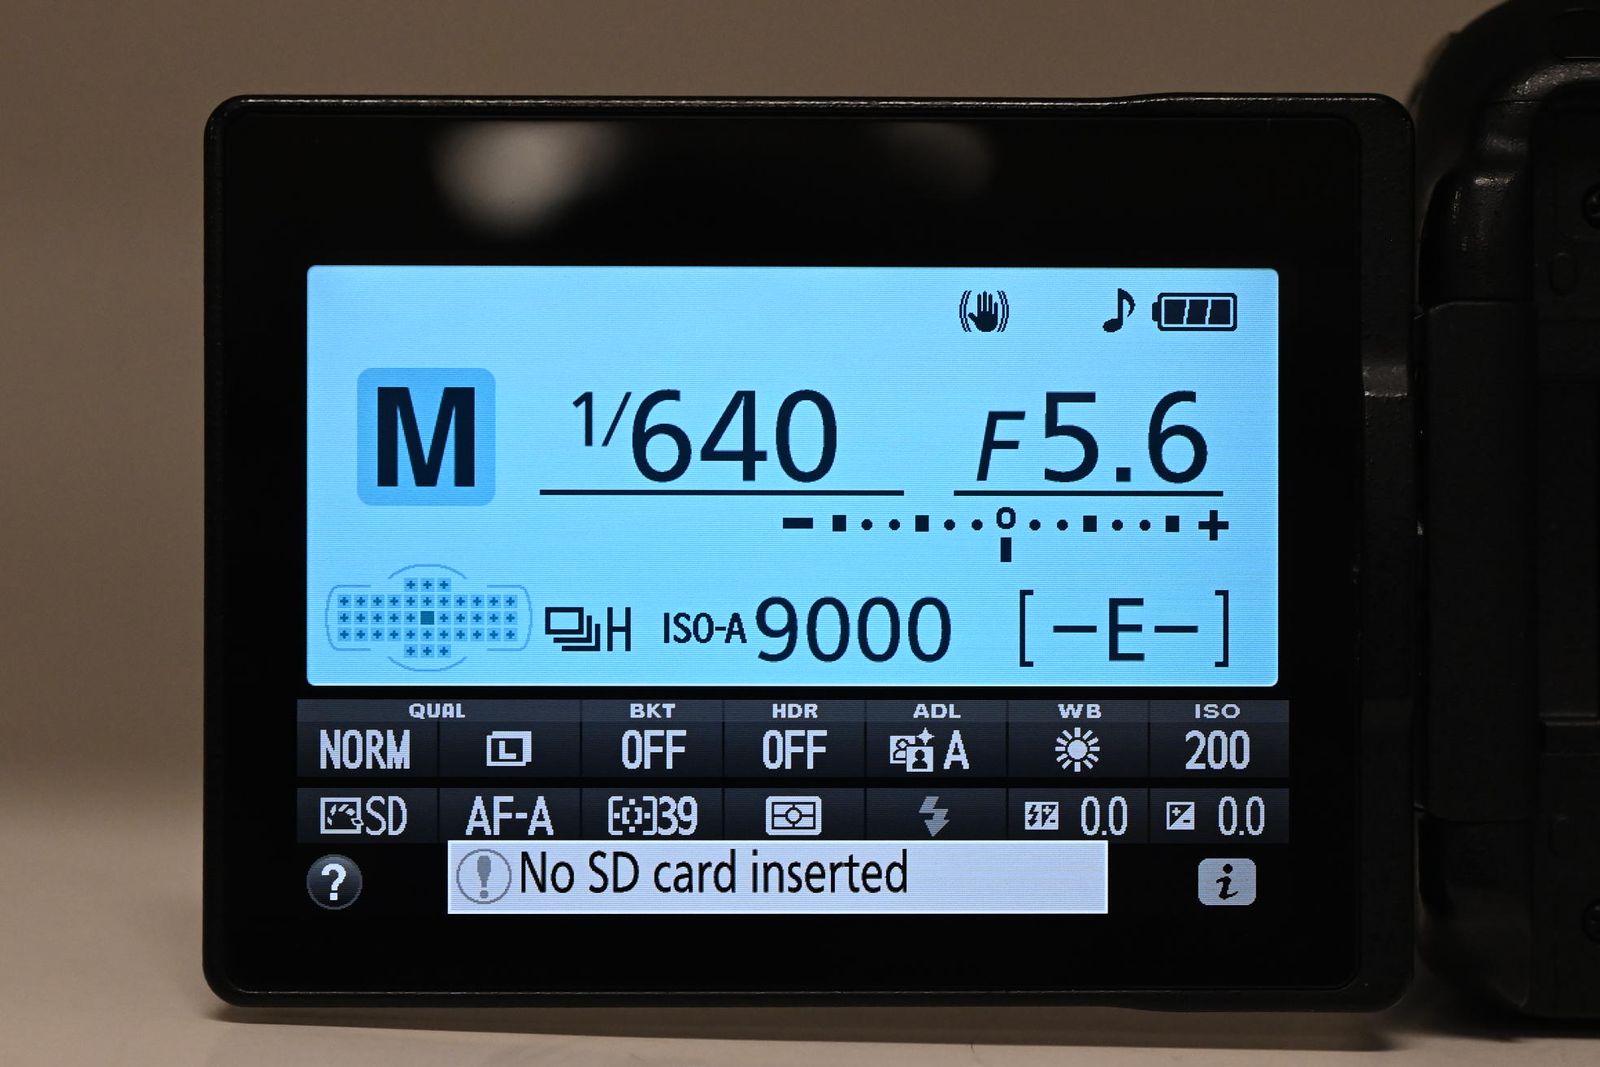 M 1/640 F5.6
− +
H ISO-A 9000 [-E-]
QUAL BKT HDR ADL WB ISO
NORM L OFF OFF A 200
SD AF-A 39 0.0 0.0
? No SD card inserted i